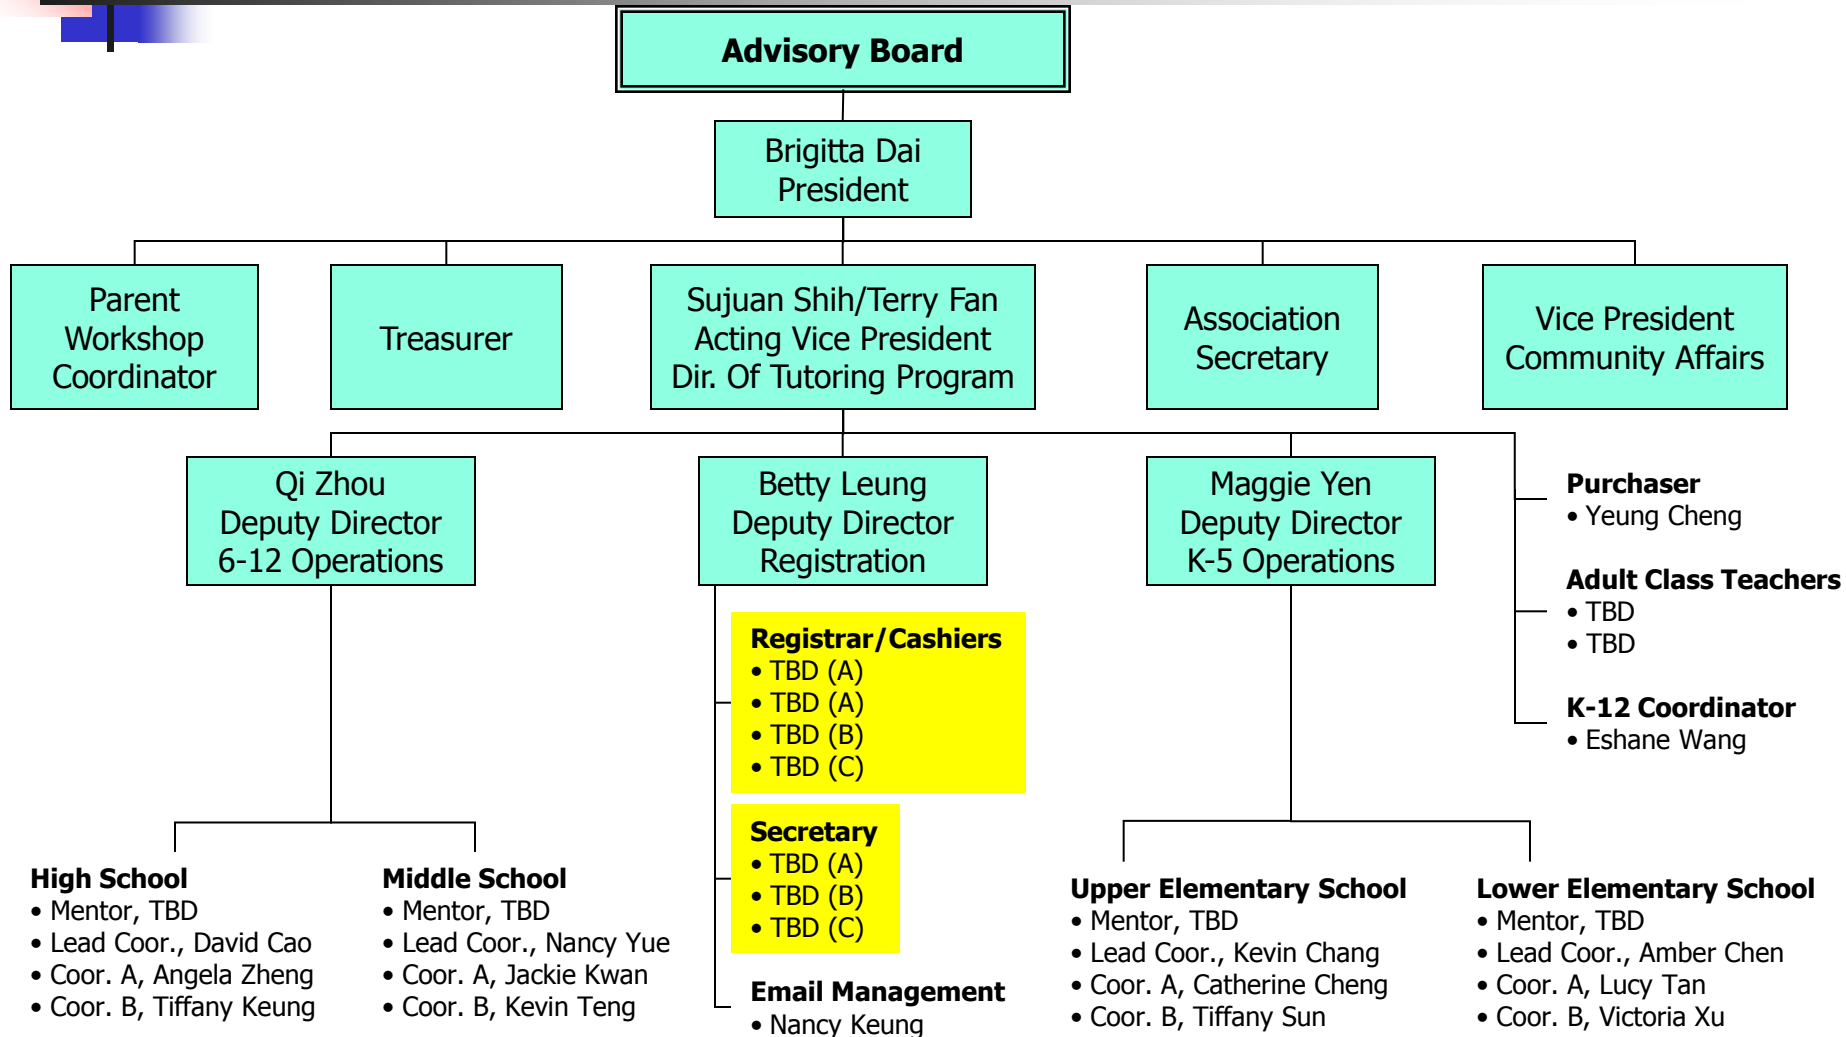 Advisory Board
Brigitta Dai
President
Parent
Workshop
Coordinator
Treasurer
Sujuan Shih/Terry Fan
Acting Vice President
Dir. Of Tutoring Program
Association
Secretary
Vice President
Community Affairs
Qi Zhou
Deputy Director
6-12 Operations
Betty Leung
Deputy Director
Registration
Maggie Yen
Deputy Director
K-5 Operations
Purchaser
• Yeung Cheng
Adult Class Teachers
• TBD
• TBD
K-12 Coordinator
• Eshane Wang
Registrar/Cashiers
• TBD (A)
• TBD (A)
• TBD (B)
• TBD (C)
Secretary
• TBD (A)
• TBD (B)
• TBD (C)
Email Management
• Nancy Keung
High School
• Mentor, TBD
• Lead Coor., David Cao
• Coor. A, Angela Zheng
• Coor. B, Tiffany Keung
Middle School
• Mentor, TBD
• Lead Coor., Nancy Yue
• Coor. A, Jackie Kwan
• Coor. B, Kevin Teng
Upper Elementary School
• Mentor, TBD
• Lead Coor., Kevin Chang
• Coor. A, Catherine Cheng
• Coor. B, Tiffany Sun
Lower Elementary School
• Mentor, TBD
• Lead Coor., Amber Chen
• Coor. A, Lucy Tan
• Coor. B, Victoria Xu